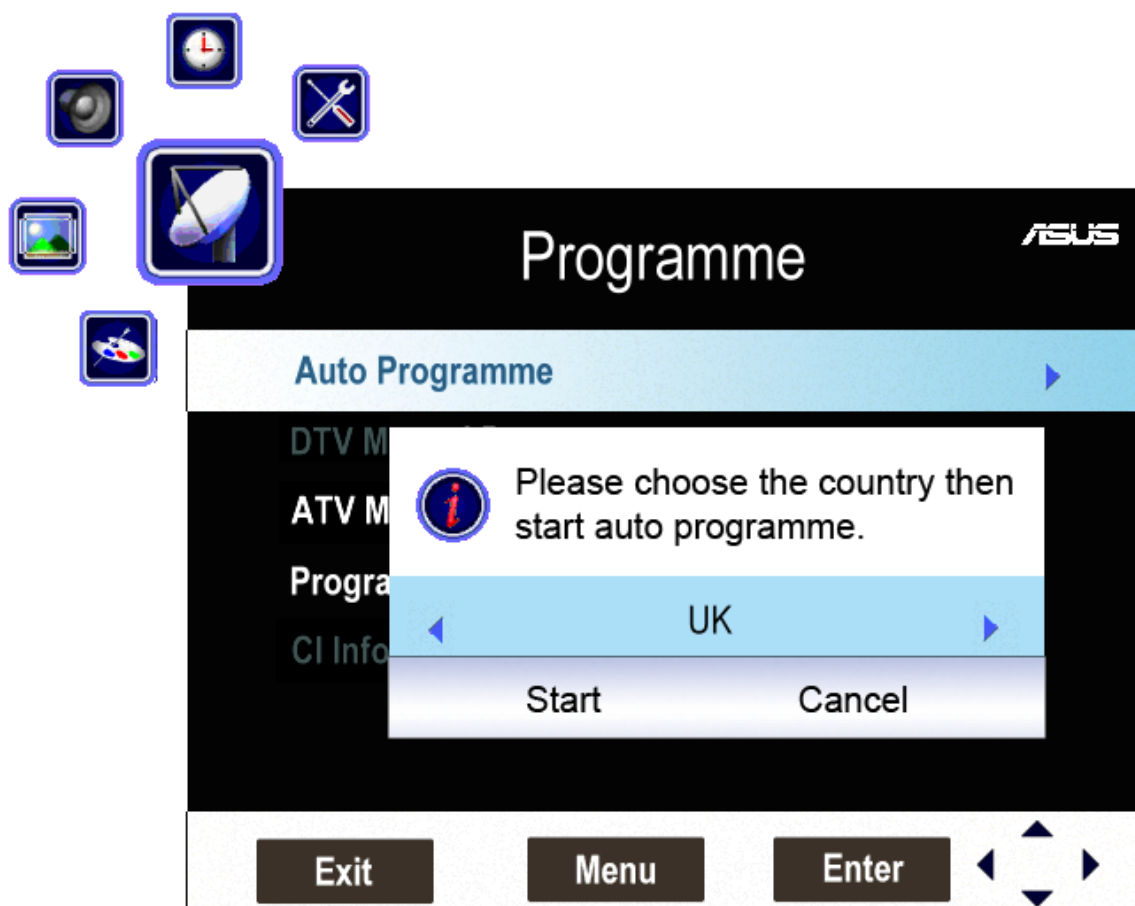 Programme
ASUS
Auto Programme
DTV M
ATV M
Progra
CI Info
Please choose the country then
start auto programme.
UK
Start Cancel
Exit Menu Enter